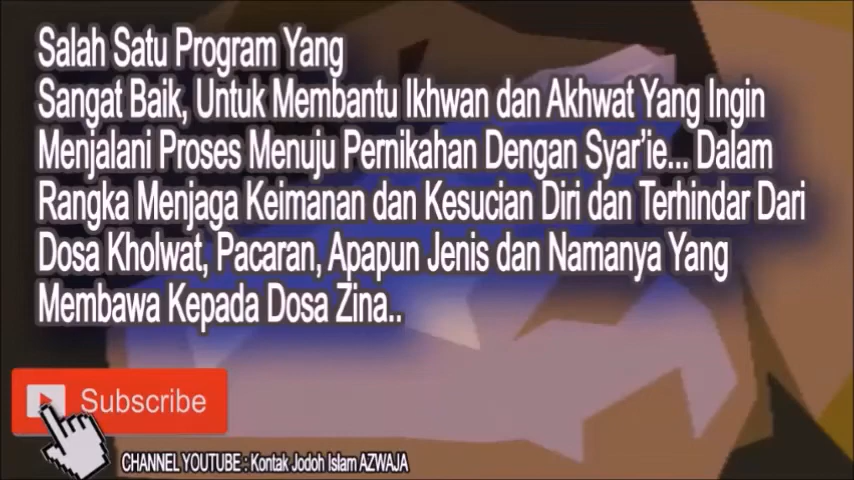 Salah Satu Program Yang
Sangat Baik, Untuk Membantu Ikhwan dan Akhwat Yang Ingin
Menjalani Proses Menuju Pernikahan Dengan Syar'ie... Dalam
Rangka Menjaga Keimanan dan Kesucian Diri dan Terhindar Dari
Dosa Kholwat, Pacaran, Apapun Jenis dan Namanya Yang
Membawa Kepada Dosa Zina..
Subscribe
CHANNEL YOUTUBE : Kontak Jodoh Islam AZWAJA